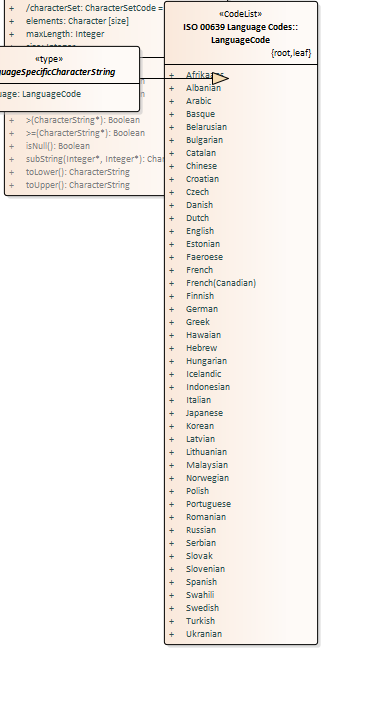 + /characterSet: CharacterSetCode =
+ elements: Character [size]
+ maxLength: Integer
«type»
uageSpecificCharacterString
uage: LanguageCode
+ >(CharacterString*): Boolean
+ >=(CharacterString*): Boolean
+ isNull(): Boolean
+ subString(Integer*, Integer*): Char
+ toLower(): CharacterString
+ toUpper(): CharacterString
«CodeList»
ISO 00639 Language Codes::
LanguageCode
{root,leaf}
+ Afrikaans
+ Albanian
+ Arabic
+ Basque
+ Belarusian
+ Bulgarian
+ Catalan
+ Chinese
+ Croatian
+ Czech
+ Danish
+ Dutch
+ English
+ Estonian
+ Faeroese
+ French
+ French(Canadian)
+ Finnish
+ German
+ Greek
+ Hawaian
+ Hebrew
+ Hungarian
+ Icelandic
+ Indonesian
+ Italian
+ Japanese
+ Korean
+ Latvian
+ Lithuanian
+ Malaysian
+ Norwegian
+ Polish
+ Portuguese
+ Romanian
+ Russian
+ Serbian
+ Slovak
+ Slovenian
+ Spanish
+ Swahili
+ Swedish
+ Turkish
+ Ukranian